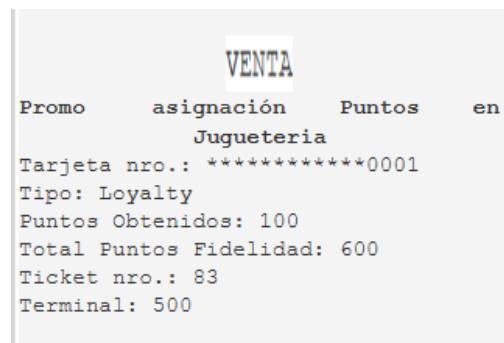 VENTA
Promo asignación Puntos en
Jugueteria
Tarjeta nro.: ************0001
Tipo: Loyalty
Puntos Obtenidos: 100
Total Puntos Fidelidad: 600
Ticket nro.: 83
Terminal: 500